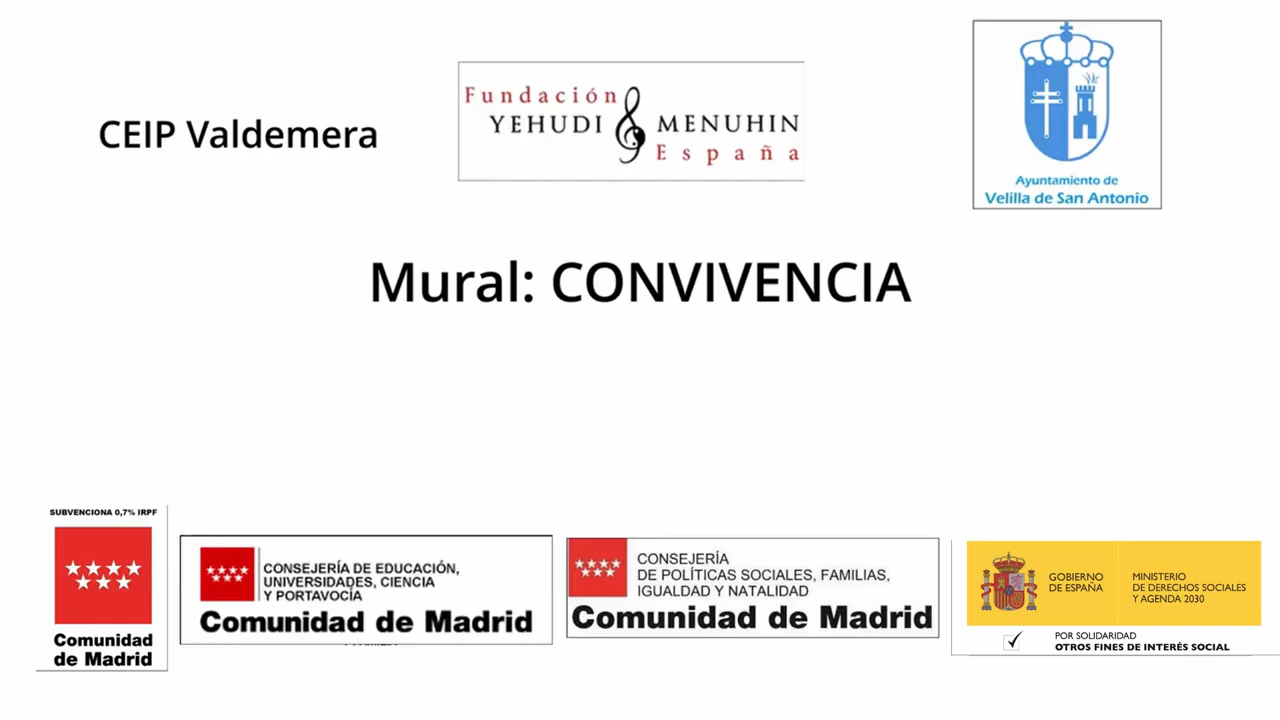 CEIP Valdemera
Fundación
YEHUDI MENUHIN
España
Ayuntamiento de
Velilla de San Antonio
Mural: CONVIVENCIA
SUBVENCIONA 0,7% IRPF
Comunidad
de Madrid
CONSEJERÍA DE EDUCACIÓN,
UNIVERSIDADES, CIENCIA
Y PORTAVOCÍA
Comunidad de Madrid
CONSEJERÍA
DE POLÍTICAS SOCIALES, FAMILIAS,
IGUALDAD Y NATALIDAD
Comunidad de Madrid
GOBIERNO
DE ESPAÑA
MINISTERIO
DE DERECHOS SOCIALES
Y AGENDA 2030
POR SOLIDARIDAD
OTROS FINES DE INTERÉS SOCIAL